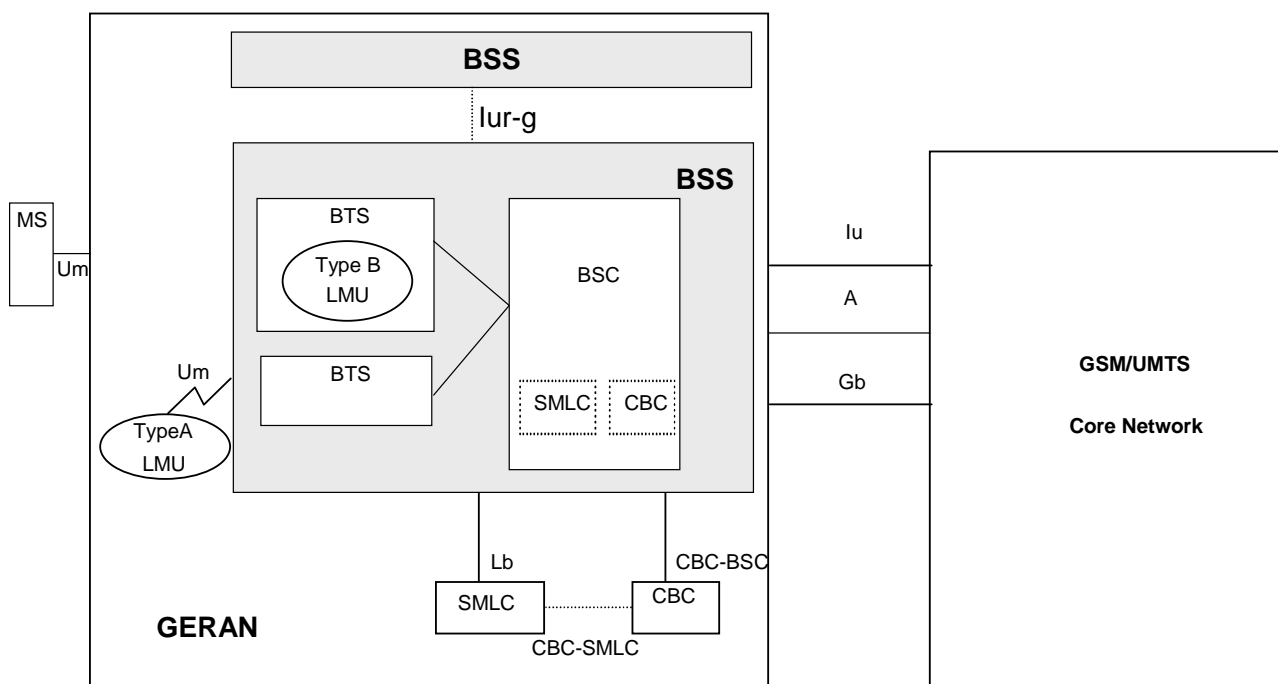 BSS
Iur-g
BSS
MS
Um
BTS
Type B
LMU
BSC
BTS
SMLC
CBC
Um
TypeA
LMU
Iu
A
Gb
GSM/UMTS
Core Network
Lb
CBC-BSC
SMLC
CBC
CBC-SMLC
GERAN